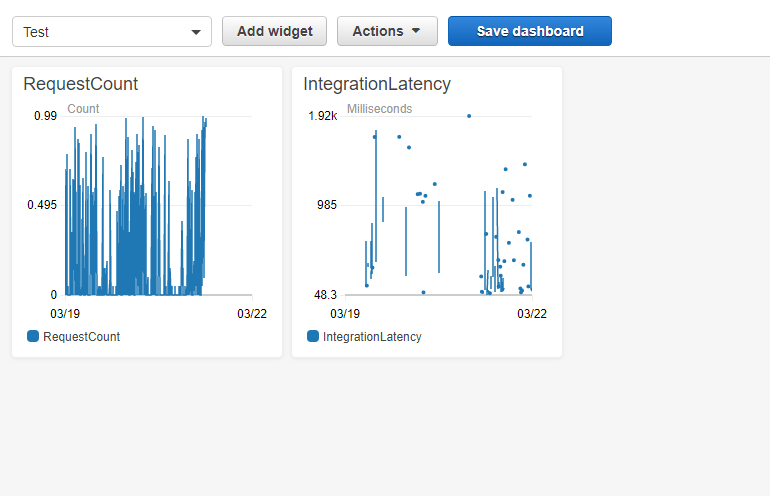 Test
Add widget
Actions
Save dashboard
RequestCount
Count
0.99
0.495
0
03/19
03/22
RequestCount
IntegrationLatency
Milliseconds
1.92k
985
48.3
03/19
03/22
IntegrationLatency